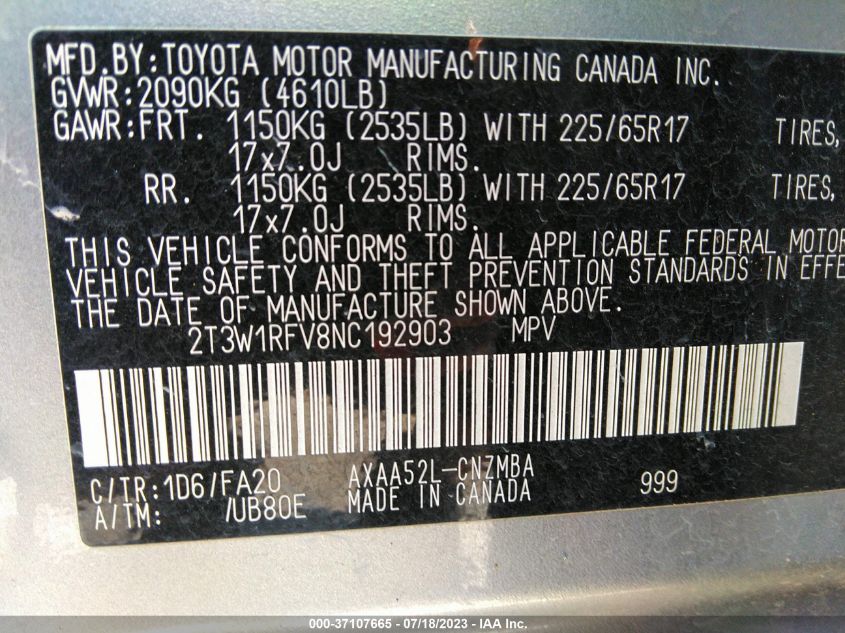 MFD.BY:TOYOTA MOTOR MANUFACTURING CANADA INC.
GVWR:2090KG (4610LB)
GAWR:FRT. 1150KG (2535LB) WITH 225/65R17 TIRES,
17x7.0J RIMS.
RR. 1150KG (2535LB) WITH 225/65R17 TIRES,
17x7.0J RIMS.
THIS VEHICLE CONFORMS TO ALL APPLICABLE FEDERAL MOTOR
VEHICLE SAFETY AND THEFT PREVENTION STANDARDS IN EFFE
THE DATE OF MANUFACTURE SHOWN ABOVE.
2T3W1RFV8NC192903 MPV
C/TR:1D6/FA20 AXAA52L-CNZMBA 999
A/TM: /UB80E MADE IN CANADA
000-37107665 - 07/18/2023 - IAA Inc.